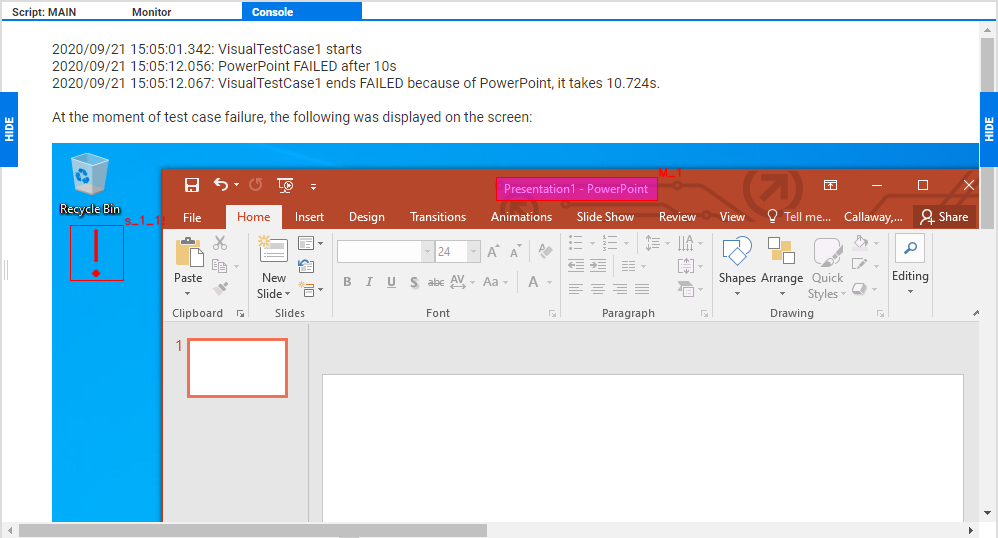 Script: MAIN Monitor Console
2020/09/21 15:05:01.342: VisualTestCase1 starts
2020/09/21 15:05:12.056: PowerPoint FAILED after 10s
2020/09/21 15:05:12.067: VisualTestCase1 ends FAILED because of PowerPoint, it takes 10.724s.
At the moment of test case failure, the following was displayed on the screen:
HIDE
HIDE
Recycle Bin
M_1
Presentation1 - PowerPoint
File Home Insert Design Transitions Animations Slide Show Review View Tell me... Callaway,... Share
!
24
Paste
New
Slide
B I U S abc AV Aa A
Shapes Arrange Quick
Styles
Editing
Clipboard Slides Font Paragraph Drawing
1